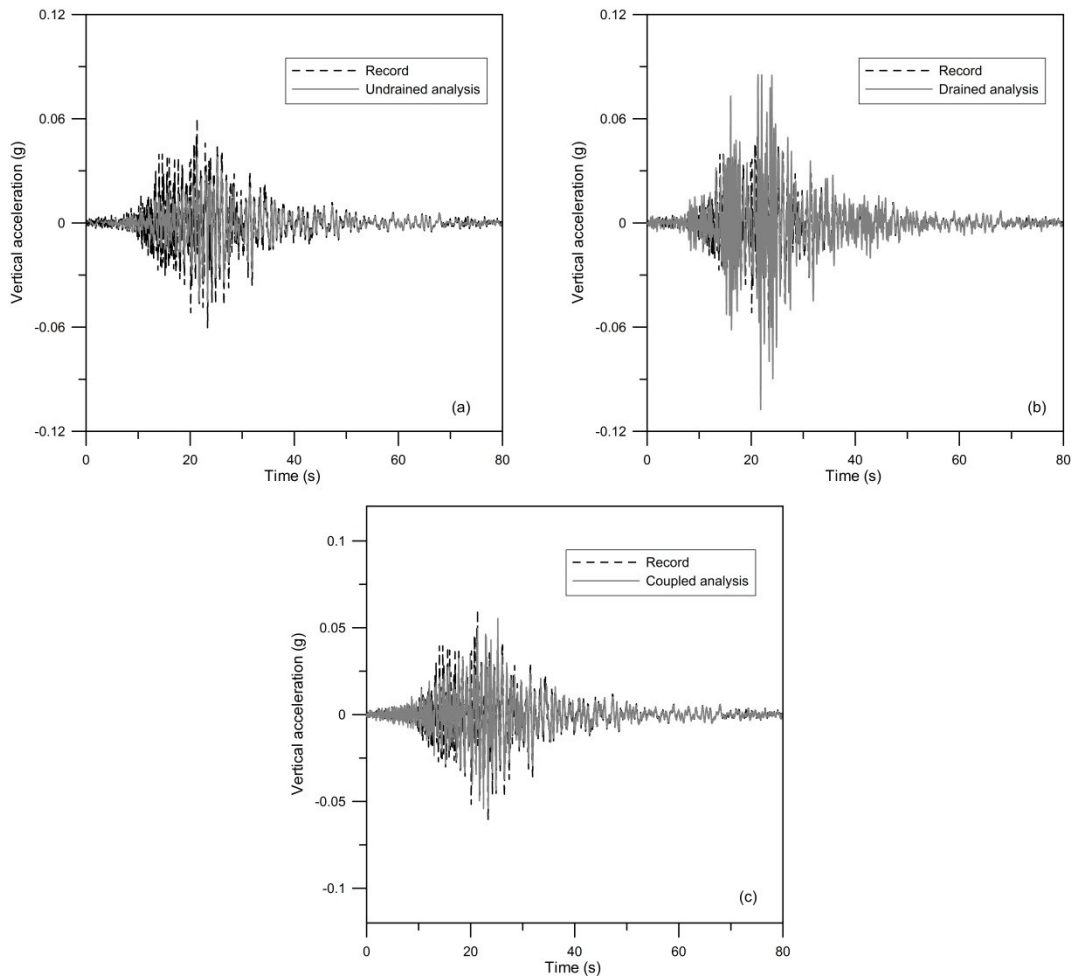 0.12
Record
Undrained analysis
0.06
Vertical acceleration (g)
0
-0.06
(a)
-0.12
0 20 40 60 80
Time (s)
0.12
Record
Drained analysis
0.06
Vertical acceleration (g)
0
-0.06
(b)
-0.12
0 20 40 60 80
Time (s)
0.1
Record
Coupled analysis
0.05
Vertical acceleration (g)
0
-0.05
-0.1
(c)
0 20 40 60 80
Time (s)